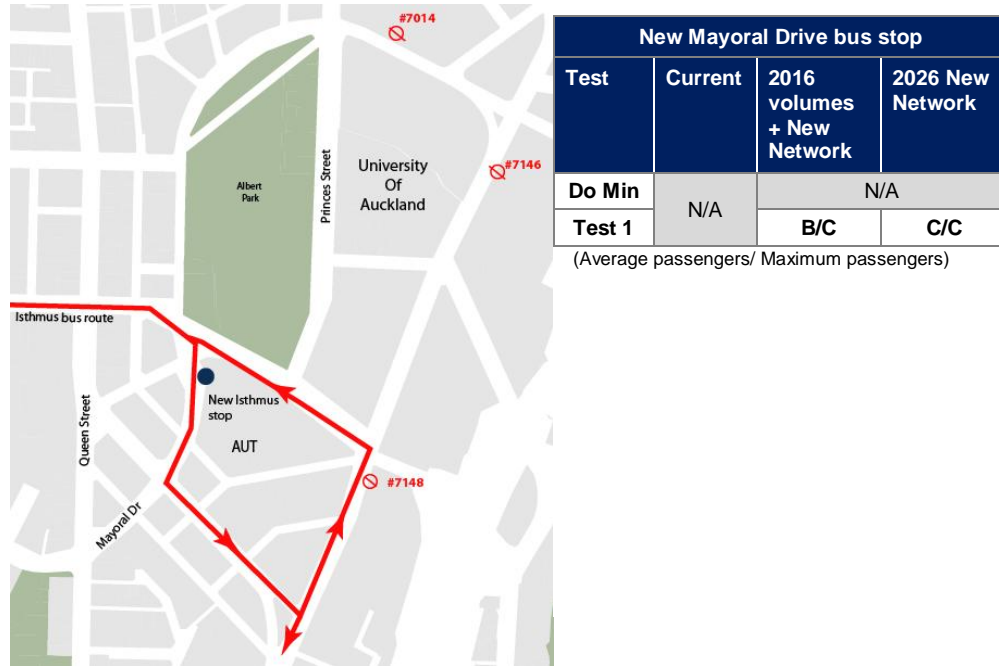 #7014
#7146
University
Of
Auckland
Princes Street
Albert
Park
Isthmus bus route
New Isthmus
stop
AUT
Queen Street
#7148
Mayoral Dr
New Mayoral Drive bus stop
Test Current 2016 volumes + New Network 2026 New Network
Do Min N/A N/A
Test 1 B/C C/C
(Average passengers/ Maximum passengers)